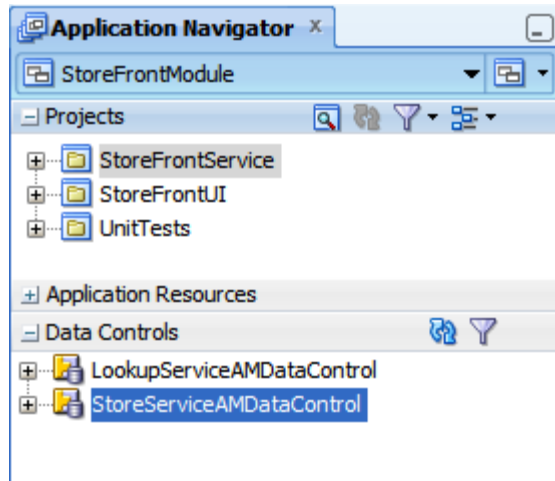 Application Navigator
StoreFrontModule
Projects
StoreFrontService
StoreFrontUI
UnitTests
Application Resources
Data Controls
LookupServiceAMDataControl
StoreServiceAMDataControl